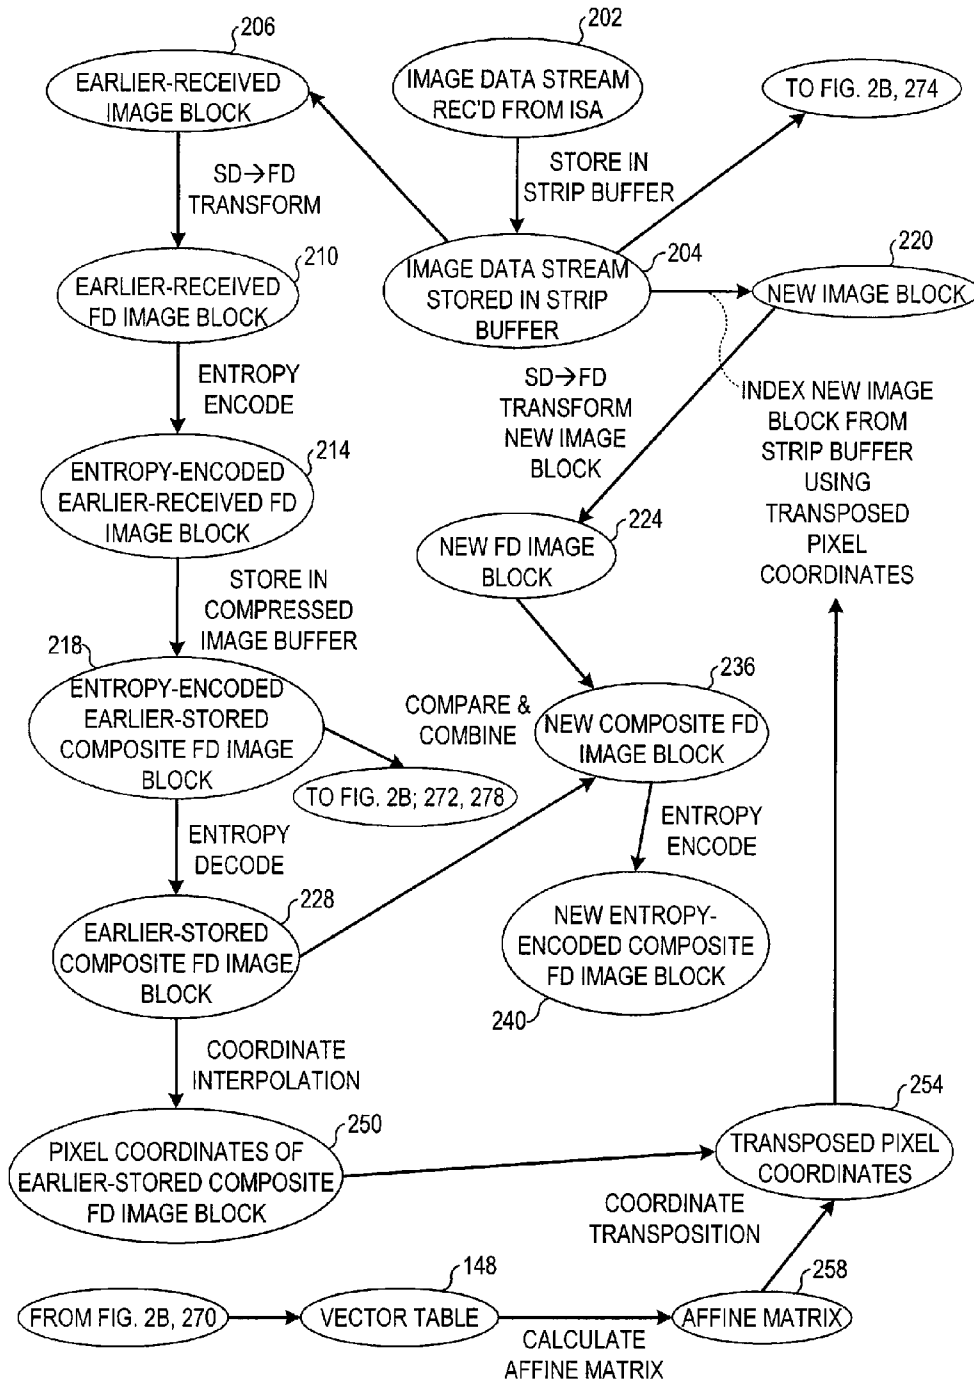 206
202
EARLIER-RECEIVED
IMAGE BLOCK
IMAGE DATA STREAM
REC'D FROM ISA
TO FIG. 2B, 274
SD→FD
TRANSFORM
STORE IN
STRIP BUFFER
210
204
220
EARLIER-RECEIVED
FD IMAGE BLOCK
IMAGE DATA STREAM
STORED IN STRIP
BUFFER
NEW IMAGE BLOCK
ENTROPY
ENCODE
SD→FD
TRANSFORM
NEW IMAGE
BLOCK
INDEX NEW IMAGE
BLOCK FROM
STRIP BUFFER
USING
TRANSPOSED
PIXEL
COORDINATES
214
ENTROPY-ENCODED
EARLIER-RECEIVED FD
IMAGE BLOCK
224
NEW FD IMAGE
BLOCK
STORE IN
COMPRESSED
IMAGE BUFFER
218
ENTROPY-ENCODED
EARLIER-STORED
COMPOSITE FD IMAGE
BLOCK
COMPARE &
COMBINE
236
NEW COMPOSITE FD
IMAGE BLOCK
TO FIG. 2B; 272, 278
ENTROPY
DECODE
ENTROPY
ENCODE
228
EARLIER-STORED
COMPOSITE FD IMAGE
BLOCK
NEW ENTROPY-
ENCODED COMPOSITE
FD IMAGE BLOCK
240
COORDINATE
INTERPOLATION
250
PIXEL COORDINATES OF
EARLIER-STORED COMPOSITE
FD IMAGE BLOCK
254
TRANSPOSED PIXEL
COORDINATES
COORDINATE
TRANSPOSITION
148
258
FROM FIG. 2B, 270
VECTOR TABLE
AFFINE MATRIX
CALCULATE
AFFINE MATRIX